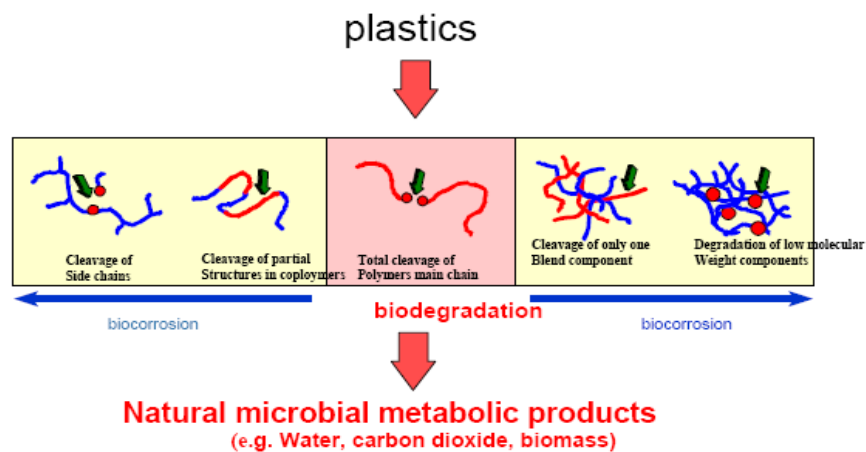 plastics
Cleavage of
Side chains
Cleavage of partial
Structures in coploymers
Total cleavage of
Polymers main chain
Cleavage of only one
Blend component
Degradation of low molecular
Weight components
biocorrosion
biodegradation
biocorrosion
Natural microbial metabolic products
(e.g. Water, carbon dioxide, biomass)